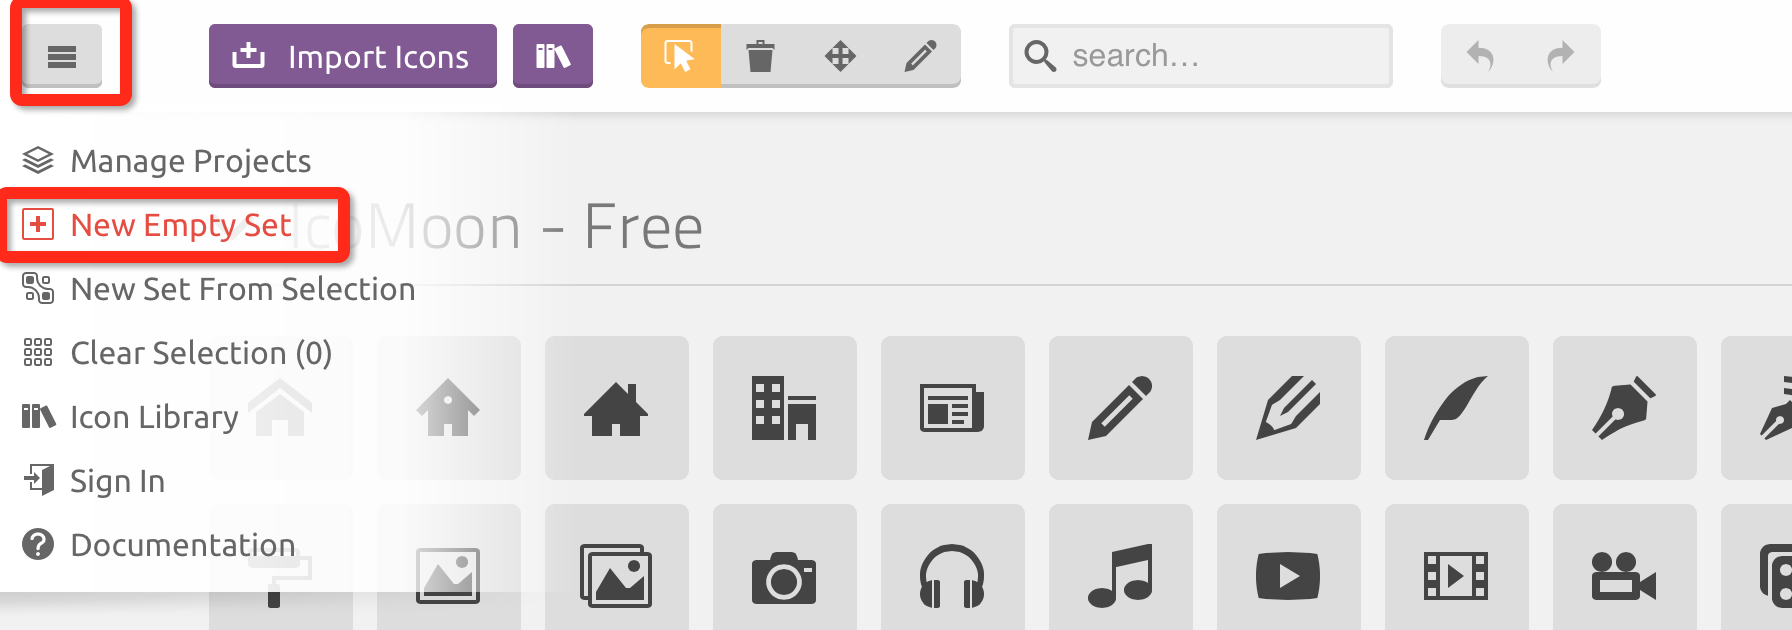 Import Icons
search...
Manage Projects
New Empty Set
IcoMoon - Free
New Set From Selection
Clear Selection (0)
Icon Library
Sign In
Documentation